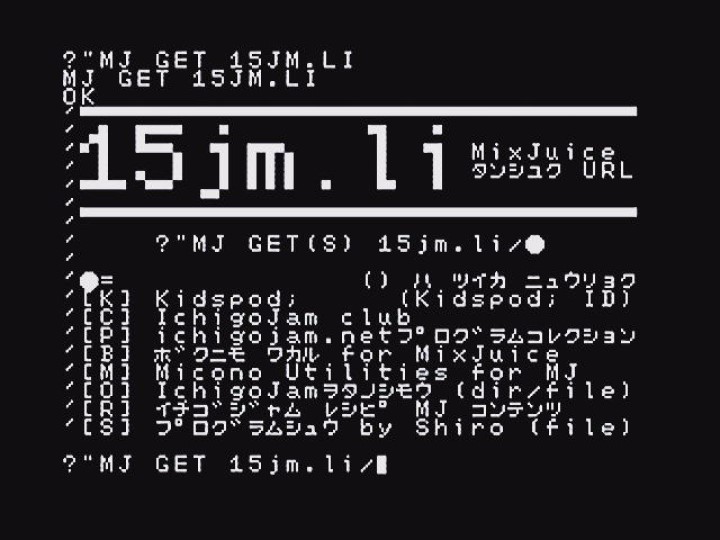 ?"MJ GET 15JM.LI
MJ GET 15JM.LI
OK
'15jm.li MixJuice
タンシュク URL
' ?"MJ GET(S) 15jm.li/●
'●= () ハ ツイカ ニュウリョク
'[K] Kidspod; (Kidspod; ID)
'[C] IchigoJam club
'[P] ichigojam.netプログラムコレクション
'[B] ボクニモ ワカル for MixJuice
'[M] Micono Utilities for MJ
'[O] IchigoJamヲタノシモウ (dir/file)
'[R] イチゴジャム レシピ MJ コンテンツ
'[S] プログラムシュウ by Shiro (file)
?"MJ GET 15jm.li/